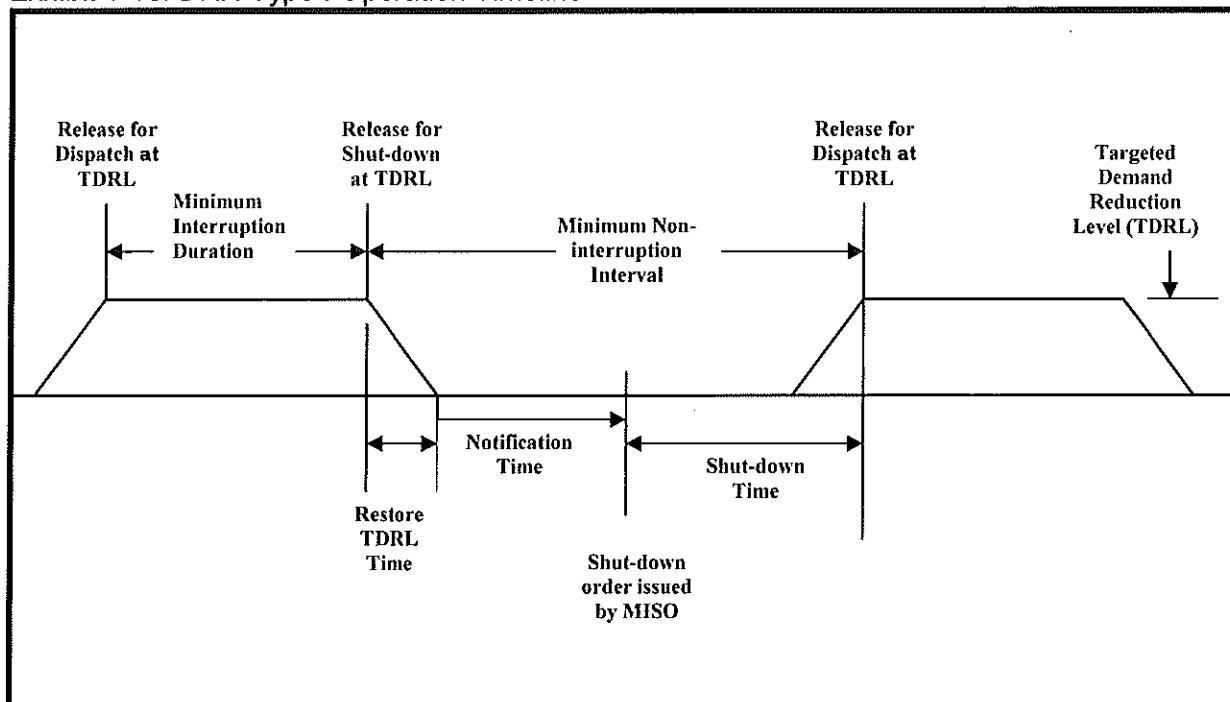 Release for
Dispatch at
TDRL
Release for
Shut-down
at TDRL
Release for
Dispatch at
TDRL
Targeted
Demand
Reduction
Level (TDRL)
Minimum
Interruption
Duration
Minimum Non-
interruption
Interval
Notification
Time
Shut-down
Time
Restore
TDRL
Time
Shut-down
order issued
by MISO